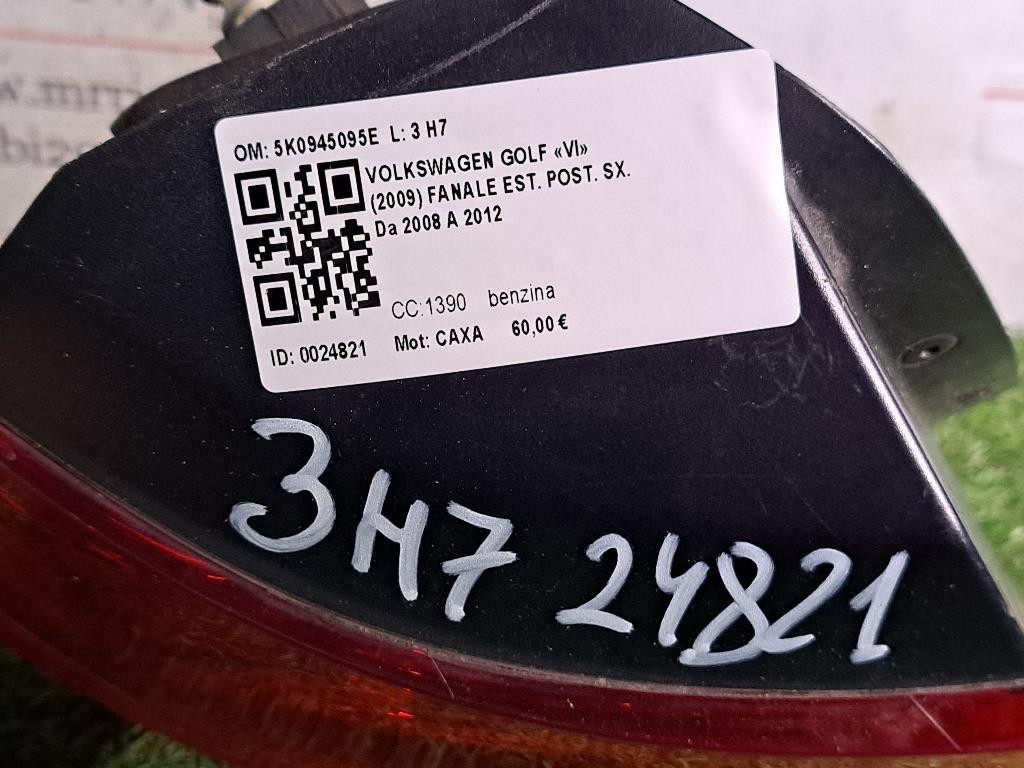 OM: 5K0945095E L: 3 H7
VOLKSWAGEN GOLF «VI»
(2009) FANALE EST. POST. SX.
Da 2008 A 2012
CC:1390 benzina
ID: 0024821 Mot: CAXA 60,00 €
3H7 24821